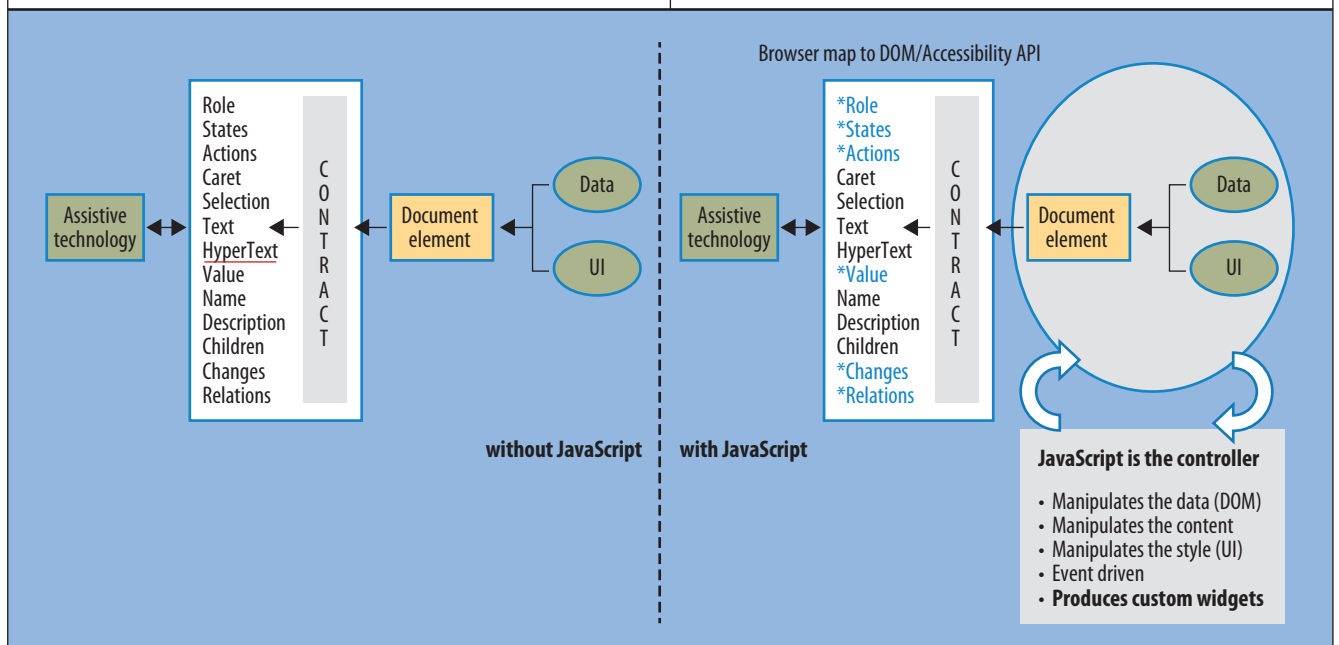 Browser map to DOM/Accessibility API
Role
States
Actions
Caret
Selection
Text
HyperText
Value
Name
Description
Children
Changes
Relations
CONTRACT
Assistive
technology
Document
element
Data
UI
without JavaScript
*Role
*States
*Actions
Caret
Selection
Text
HyperText
*Value
Name
Description
Children
*Changes
*Relations
CONTRACT
Assistive
technology
Document
element
Data
UI
with JavaScript
JavaScript is the controller
• Manipulates the data (DOM)
• Manipulates the content
• Manipulates the style (UI)
• Event driven
• Produces custom widgets